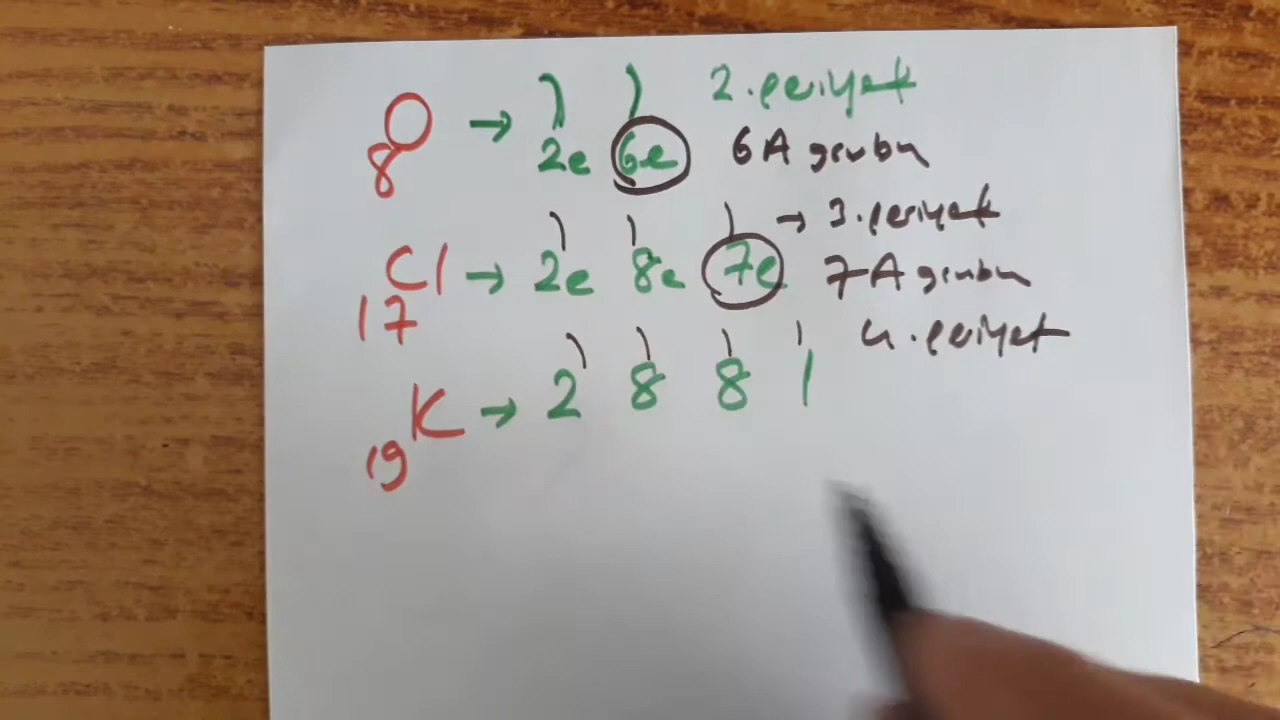 8O → 2e 6e 2.periyot
6A grubu
17Cl → 2e 8e 7e → 3.periyot
7A grubu
19K → 2 8 8 1 4.periyot